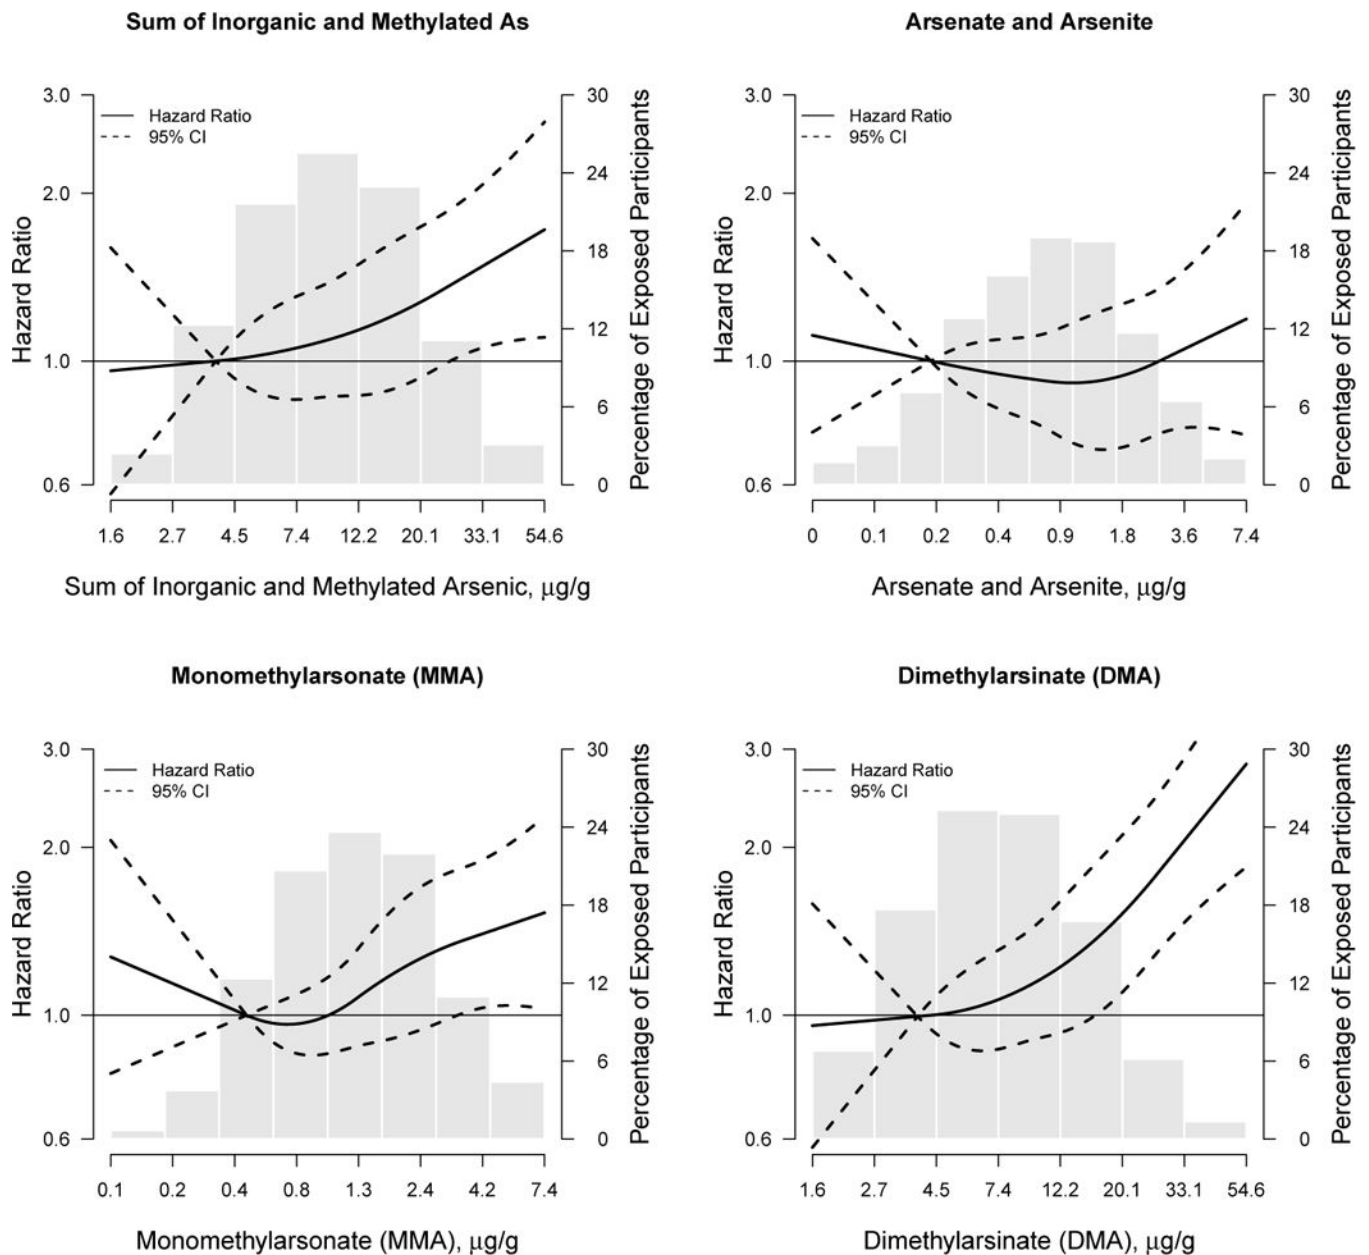 Sum of Inorganic and Methylated As
3.0
2.0
1.0
0.6
Hazard Ratio
Hazard Ratio
95% CI
30
24
18
12
6
0
Percentage of Exposed Participants
1.6 2.7 4.5 7.4 12.2 20.1 33.1 54.6
Sum of Inorganic and Methylated Arsenic, μg/g
Arsenate and Arsenite
3.0
2.0
1.0
0.6
Hazard Ratio
Hazard Ratio
95% CI
30
24
18
12
6
0
Percentage of Exposed Participants
0 0.1 0.2 0.4 0.9 1.8 3.6 7.4
Arsenate and Arsenite, μg/g
Monomethylarsonate (MMA)
3.0
2.0
1.0
0.6
Hazard Ratio
Hazard Ratio
95% CI
30
24
18
12
6
0
Percentage of Exposed Participants
0.1 0.2 0.4 0.8 1.3 2.4 4.2 7.4
Monomethylarsonate (MMA), μg/g
Dimethylarsinate (DMA)
3.0
2.0
1.0
0.6
Hazard Ratio
Hazard Ratio
95% CI
30
24
18
12
6
0
Percentage of Exposed Participants
1.6 2.7 4.5 7.4 12.2 20.1 33.1 54.6
Dimethylarsinate (DMA), μg/g